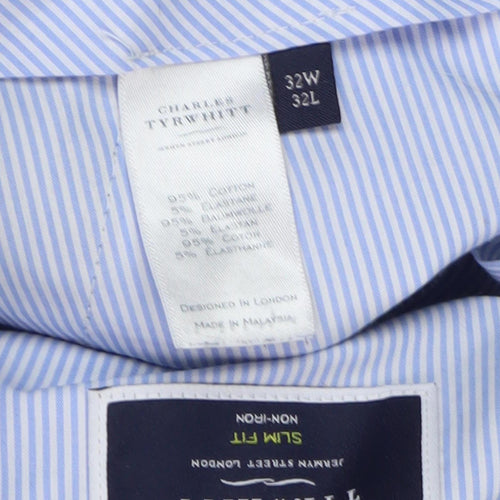 CHARLES
TYRWHITT
JERMYN STREET LONDON
32W
32L
95% COTTON
5% ELASTANE
95% BAUMWOLLE
5% ELASTAN
95% COTON
5% ELASTHANNE
DESIGNED IN LONDON
MADE IN MALAYSIA
JERMYN STREET LONDON
SLIM FIT
NON-IRON